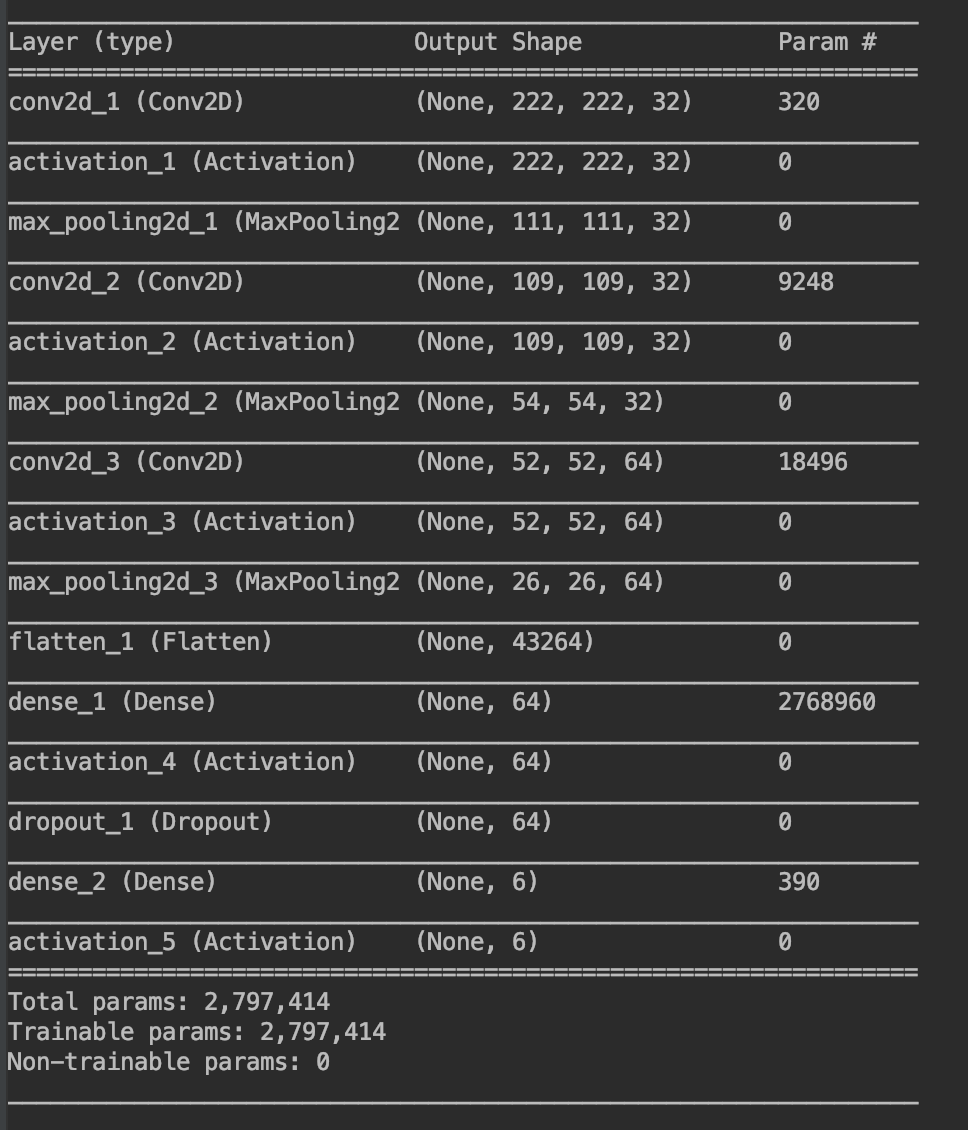 Layer (type) Output Shape Param #
conv2d_1 (Conv2D) (None, 222, 222, 32) 320
activation_1 (Activation) (None, 222, 222, 32) 0
max_pooling2d_1 (MaxPooling2 (None, 111, 111, 32) 0
conv2d_2 (Conv2D) (None, 109, 109, 32) 9248
activation_2 (Activation) (None, 109, 109, 32) 0
max_pooling2d_2 (MaxPooling2 (None, 54, 54, 32) 0
conv2d_3 (Conv2D) (None, 52, 52, 64) 18496
activation_3 (Activation) (None, 52, 52, 64) 0
max_pooling2d_3 (MaxPooling2 (None, 26, 26, 64) 0
flatten_1 (Flatten) (None, 43264) 0
dense_1 (Dense) (None, 64) 2768960
activation_4 (Activation) (None, 64) 0
dropout_1 (Dropout) (None, 64) 0
dense_2 (Dense) (None, 6) 390
activation_5 (Activation) (None, 6) 0
Total params: 2,797,414
Trainable params: 2,797,414
Non-trainable params: 0